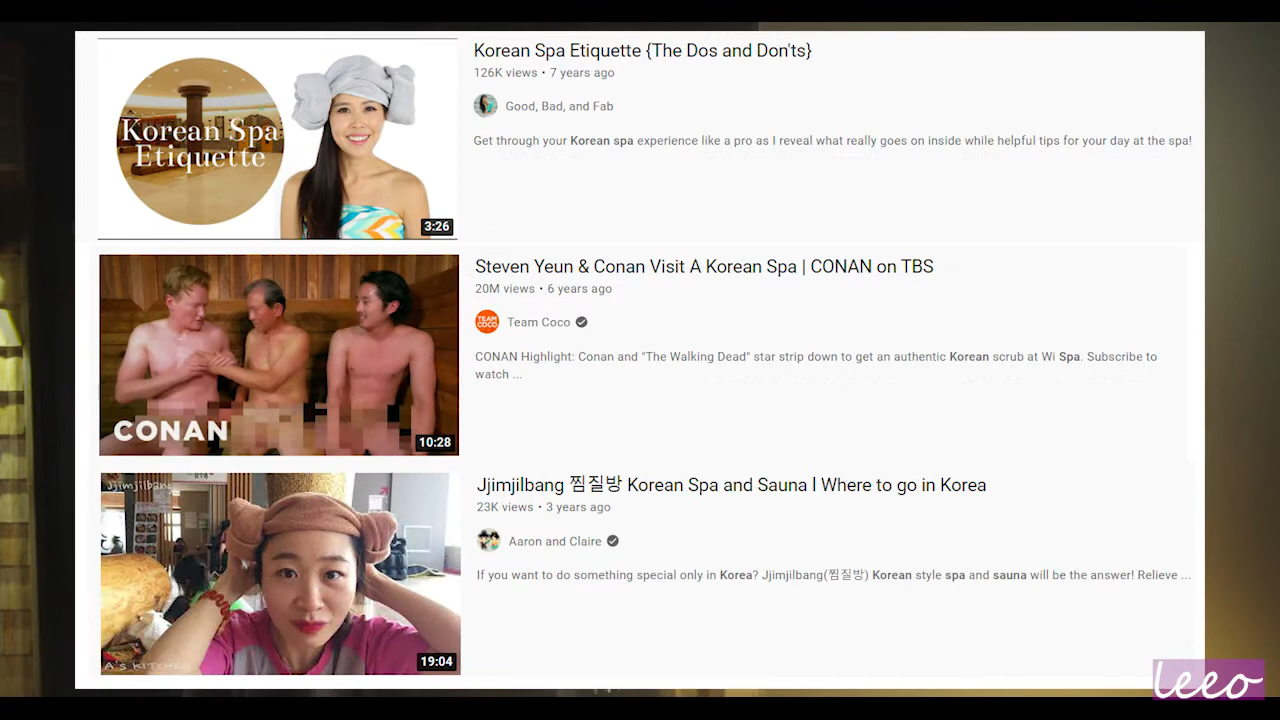 Korean Spa
Etiquette
3:26
Korean Spa Etiquette {The Dos and Don'ts}
126K views • 7 years ago
Good, Bad, and Fab
Get through your Korean spa experience like a pro as I reveal what really goes on inside while helpful tips for your day at the spa!
CONAN
10:28
Steven Yeun & Conan Visit A Korean Spa | CONAN on TBS
20M views • 6 years ago
TEAM
COCO
Team Coco
CONAN Highlight: Conan and "The Walking Dead" star strip down to get an authentic Korean scrub at Wi Spa. Subscribe to
watch ...
Jjimjilbang
A's KITCHEN
19:04
Jjimjilbang 찜질방 Korean Spa and Sauna l Where to go in Korea
23K views • 3 years ago
Aaron and Claire
If you want to do something special only in Korea? Jjimjilbang(찜질방) Korean style spa and sauna will be the answer! Relieve ...
leeo